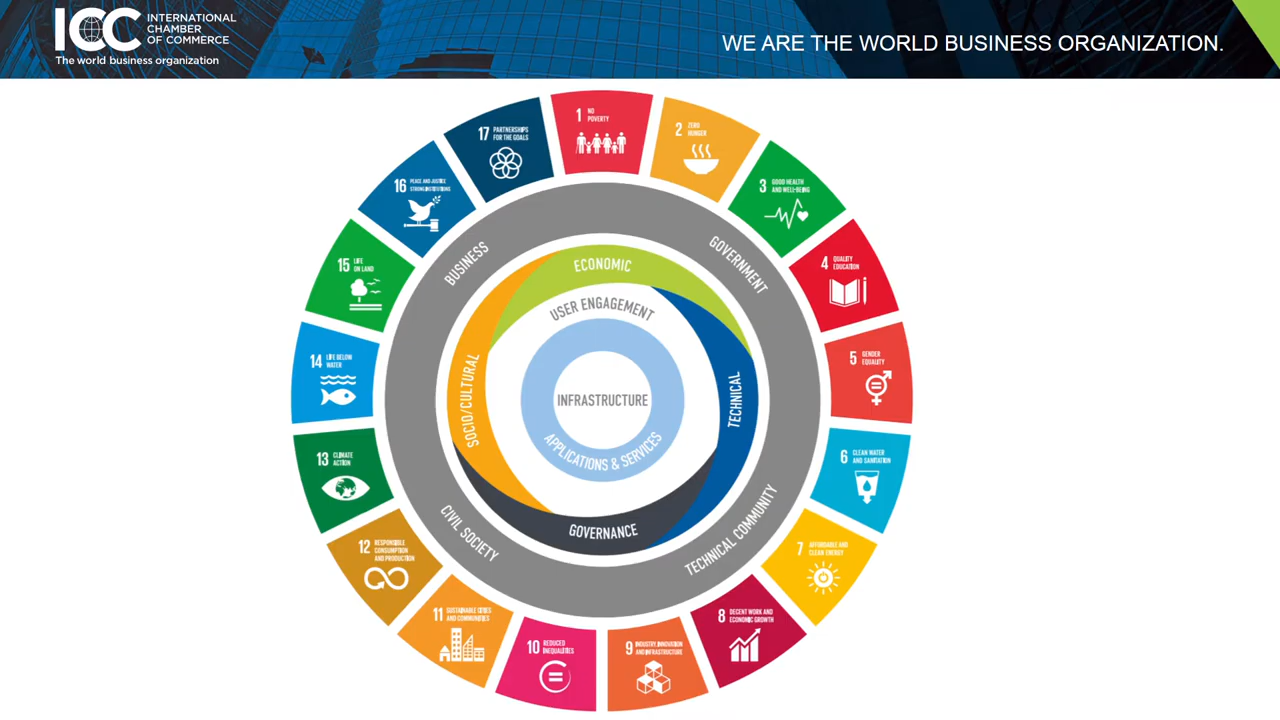 ICC INTERNATIONAL
CHAMBER
OF COMMERCE
The world business organization
WE ARE THE WORLD BUSINESS ORGANIZATION.
1 NO
POVERTY
2 ZERO
HUNGER
3 GOOD HEALTH
AND WELL-BEING
4 QUALITY
EDUCATION
5 GENDER
EQUALITY
6 CLEAN WATER
AND SANITATION
7 AFFORDABLE AND
CLEAN ENERGY
8 DECENT WORK AND
ECONOMIC GROWTH
9 INDUSTRY, INNOVATION
AND INFRASTRUCTURE
10 REDUCED
INEQUALITIES
11 SUSTAINABLE CITIES
AND COMMUNITIES
12 RESPONSIBLE
CONSUMPTION
AND PRODUCTION
13 CLIMATE
ACTION
14 LIFE BELOW
WATER
15 LIFE
ON LAND
16 PEACE AND JUSTICE
STRONG INSTITUTIONS
17 PARTNERSHIPS
FOR THE GOALS
BUSINESS
GOVERNMENT
TECHNICAL COMMUNITY
CIVIL SOCIETY
ECONOMIC
TECHNICAL
GOVERNANCE
SOCIO/CULTURAL
USER ENGAGEMENT
INFRASTRUCTURE
APPLICATIONS & SERVICES